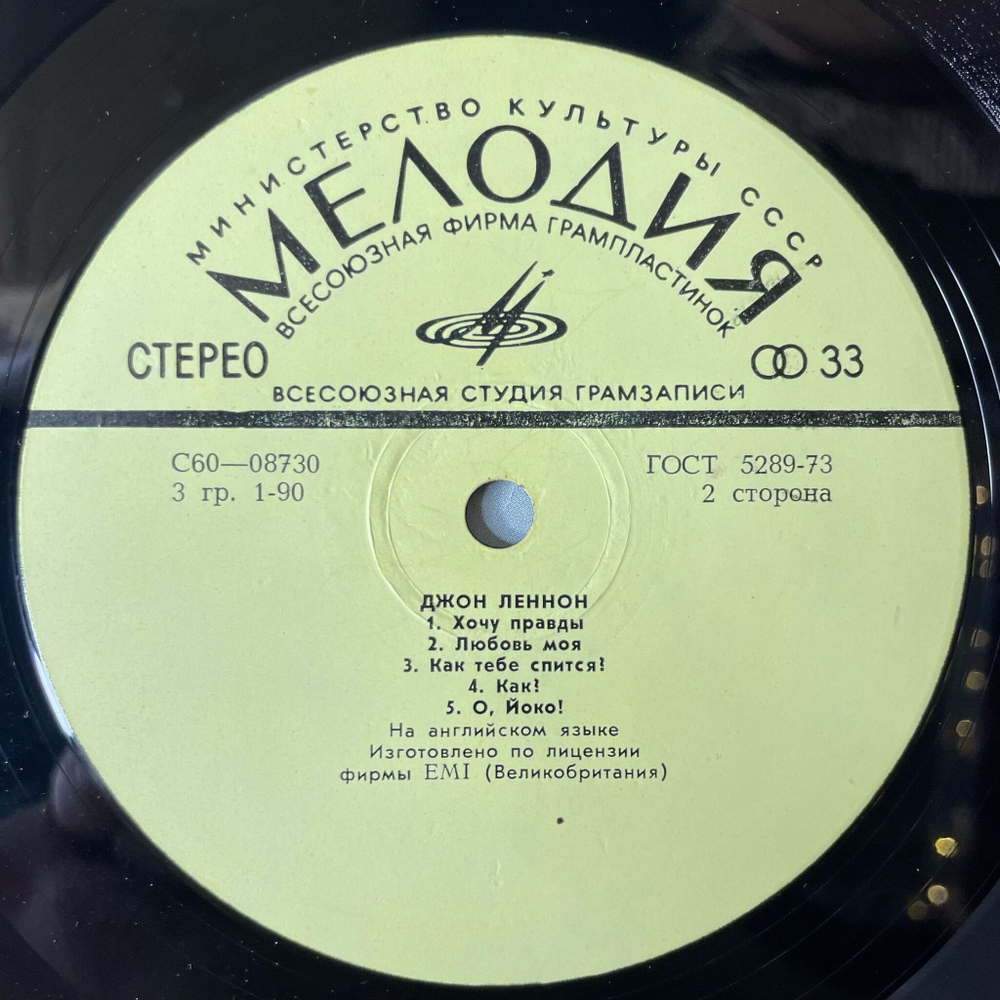 МИНИСТЕРСТВО КУЛЬТУРЫ СССР
МЕЛОДИЯ
ВСЕСОЮЗНАЯ ФИРМА ГРАМПЛАСТИНОК
СТЕРЕО
33
ВСЕСОЮЗНАЯ СТУДИЯ ГРАМЗАПИСИ
С60—08730
ГОСТ 5289-73
3 гр. 1-90
2 сторона
ДЖОН ЛЕННОН
1. Хочу правды
2. Любовь моя
3. Как тебе спится?
4. Как?
5. О, Йоко!
На английском языке
Изготовлено по лицензии
фирмы EMI (Великобритания)